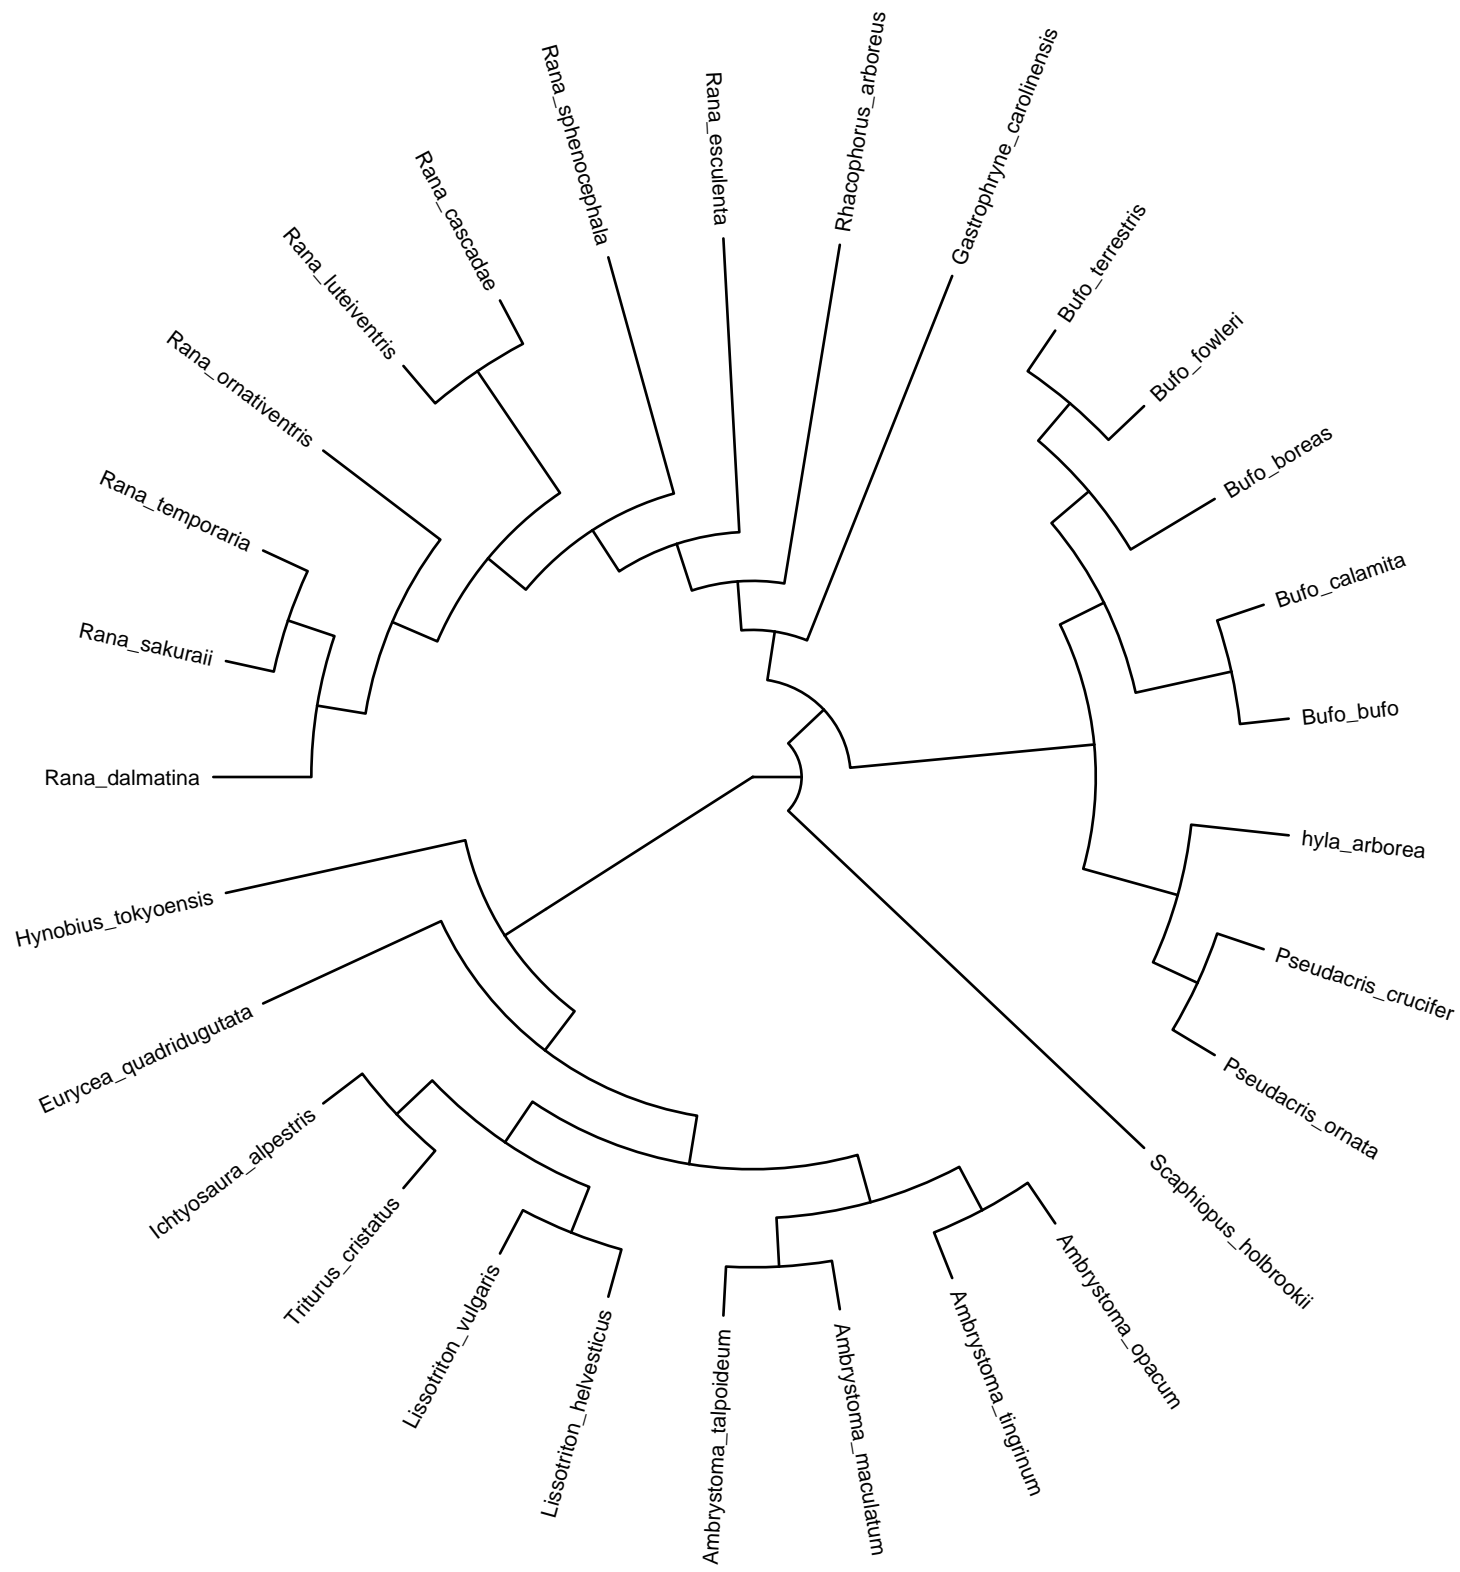 Rana_sphenocephala
Rana_esculenta
Rhacophorus_arboreus
Gastrophryne_carolinensis
Rana_cascadae
Rana_luteiventris
Bufo_terrestris
Bufo_fowleri
Rana_ornativentris
Bufo_boreas
Rana_temporaria
Bufo_calamita
Rana_sakuraii
Bufo_bufo
Rana_dalmatina
hyla_arborea
Hynobius_tokyoensis
Pseudacris_crucifer
Eurycea_quadridugutata
Pseudacris_ornata
Ichtyosaura_alpestris
Scaphiopus_holbrookii
Triturus_cristatus
Lissotriton_vulgaris
Lissotriton_helvesticus
Ambrystoma_talpoideum
Ambrystoma_maculatum
Ambrystoma_tingrinum
Ambrystoma_opacum